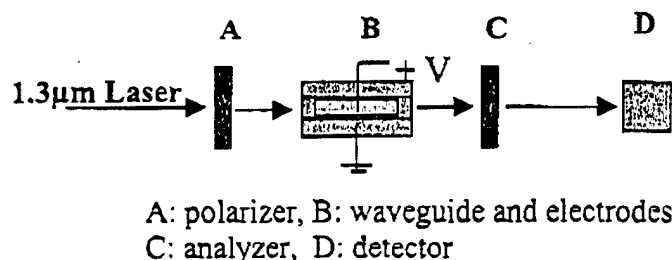 A B C D
+ V
1.3µm Laser
A: polarizer, B: waveguide and electrodes
C: analyzer, D: detector